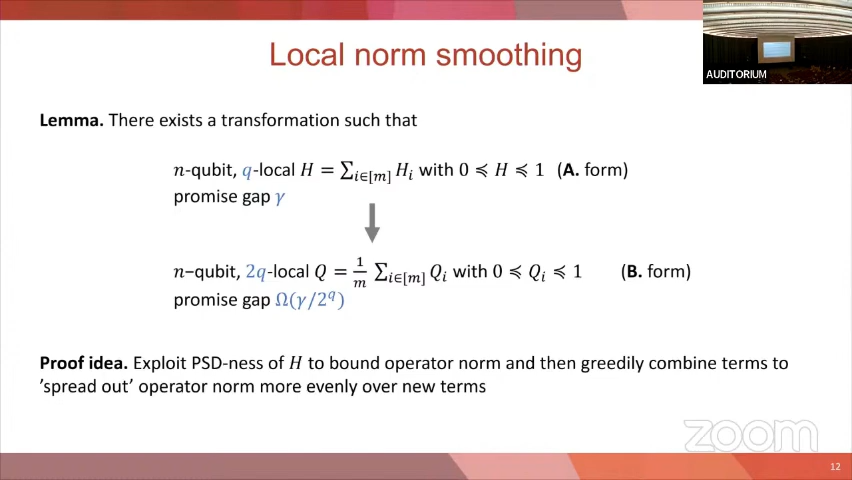 Local norm smoothing
AUDITORIUM
Lemma. There exists a transformation such that
n-qubit, q-local H = ∑_{i∈[m]} H_i with 0 ≼ H ≼ 1 (A. form)
promise gap γ
n−qubit, 2q-local Q = 1/m ∑_{i∈[m]} Q_i with 0 ≼ Q_i ≼ 1 (B. form)
promise gap Ω(γ/2^q)
Proof idea. Exploit PSD-ness of H to bound operator norm and then greedily combine terms to
’spread out’ operator norm more evenly over new terms
zoom
12